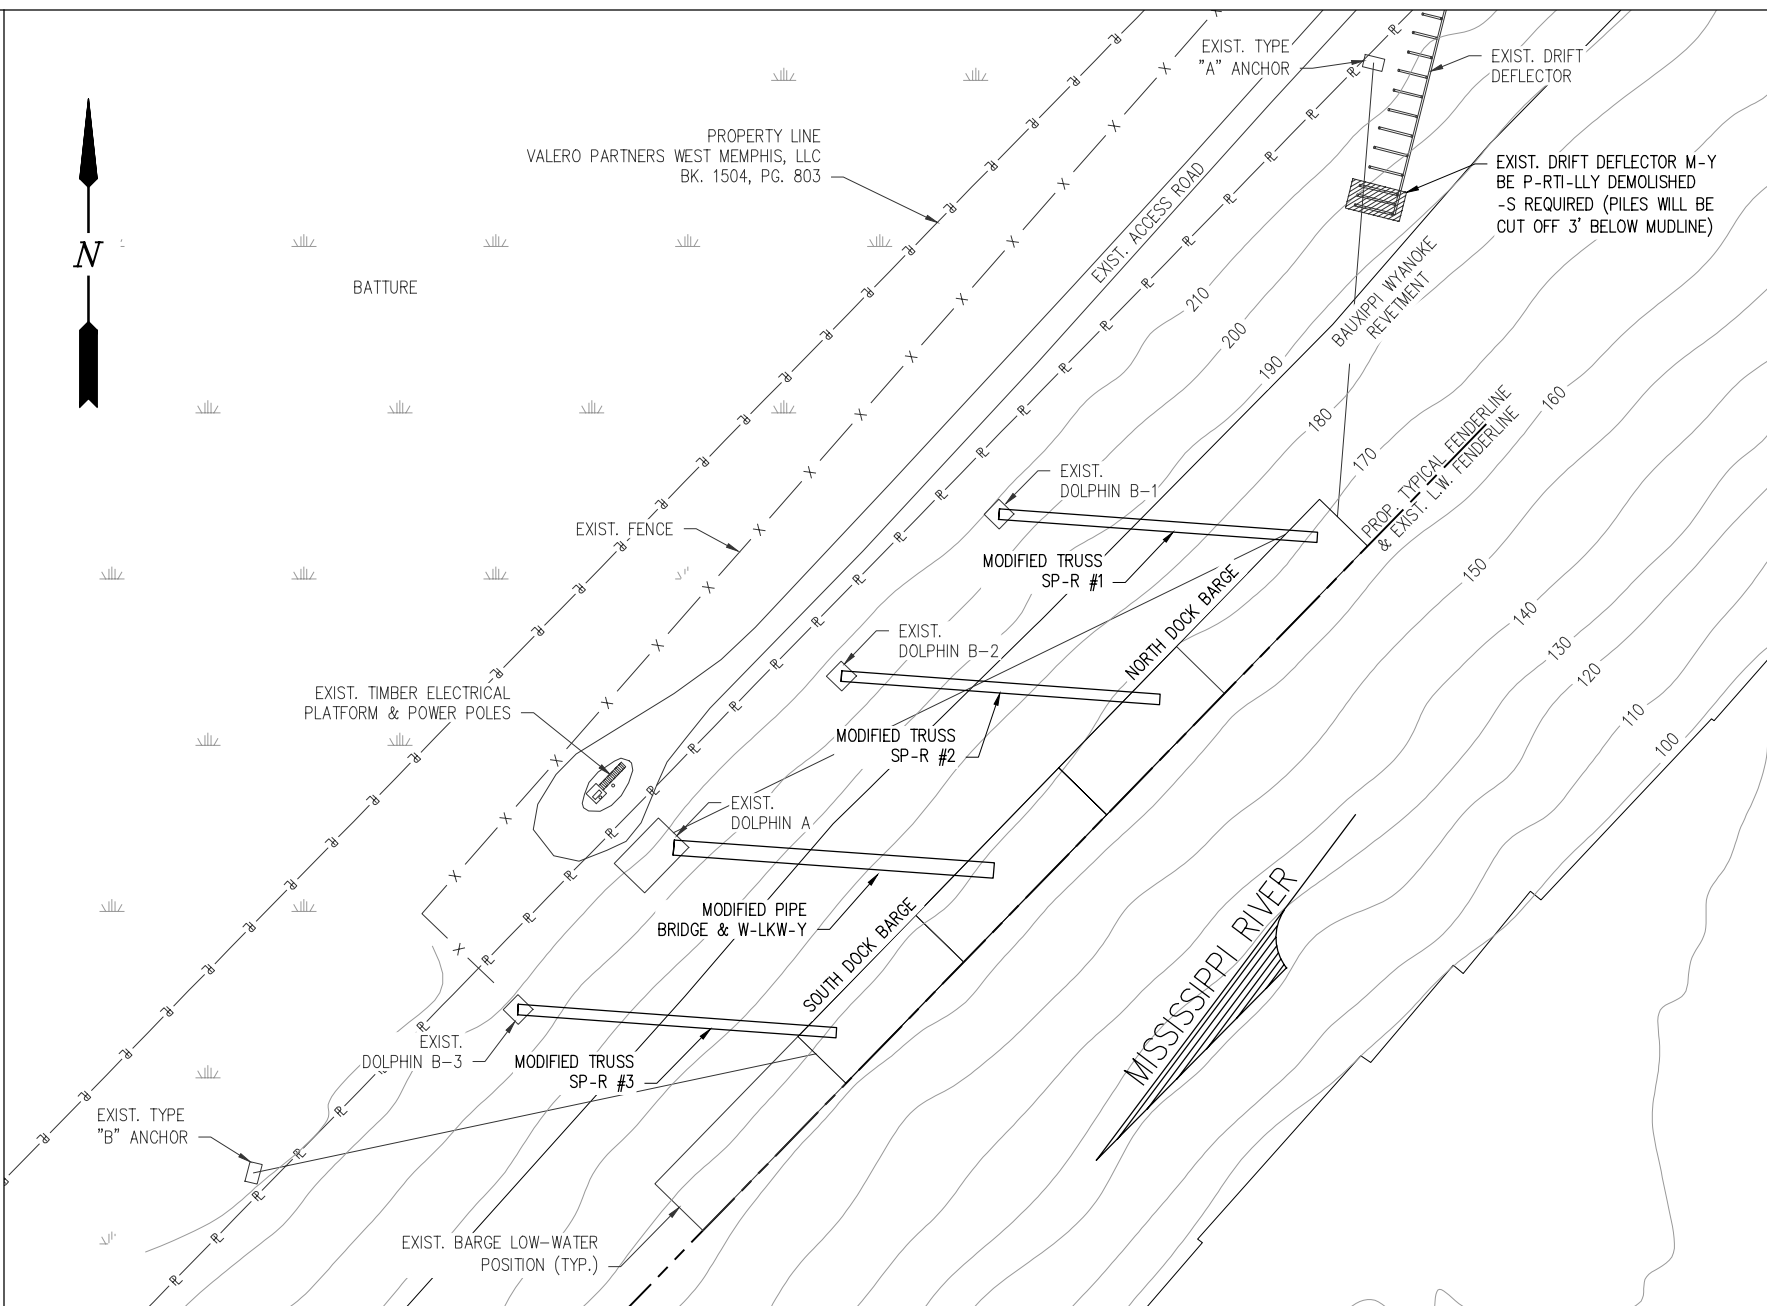 EXIST. TYPE
"A" ANCHOR
EXIST. DRIFT
DEFLECTOR
PROPERTY LINE
VALERO PARTNERS WEST MEMPHIS, LLC
BK. 1504, PG. 803
EXIST. DRIFT DEFLECTOR M-Y
BE P-RTI-LLY DEMOLISHED
-S REQUIRED (PILES WILL BE
CUT OFF 3' BELOW MUDLINE)
N
BATTURE
EXIST. ACCESS ROAD
BAUXIPPI WYANOKE
REVETMENT
210
200
190
180
170
160
150
140
130
120
110
100
PROP. TYPICAL FENDERLINE
& EXIST. L.W. FENDERLINE
EXIST.
DOLPHIN B-1
EXIST. FENCE
MODIFIED TRUSS
SP-R #1
NORTH DOCK BARGE
EXIST.
DOLPHIN B-2
EXIST. TIMBER ELECTRICAL
PLATFORM & POWER POLES
MODIFIED TRUSS
SP-R #2
EXIST.
DOLPHIN A
MODIFIED PIPE
BRIDGE & W-LKW-Y
SOUTH DOCK BARGE
MISSISSIPPI RIVER
EXIST.
DOLPHIN B-3
MODIFIED TRUSS
SP-R #3
EXIST. TYPE
"B" ANCHOR
EXIST. BARGE LOW-WATER
POSITION (TYP.)